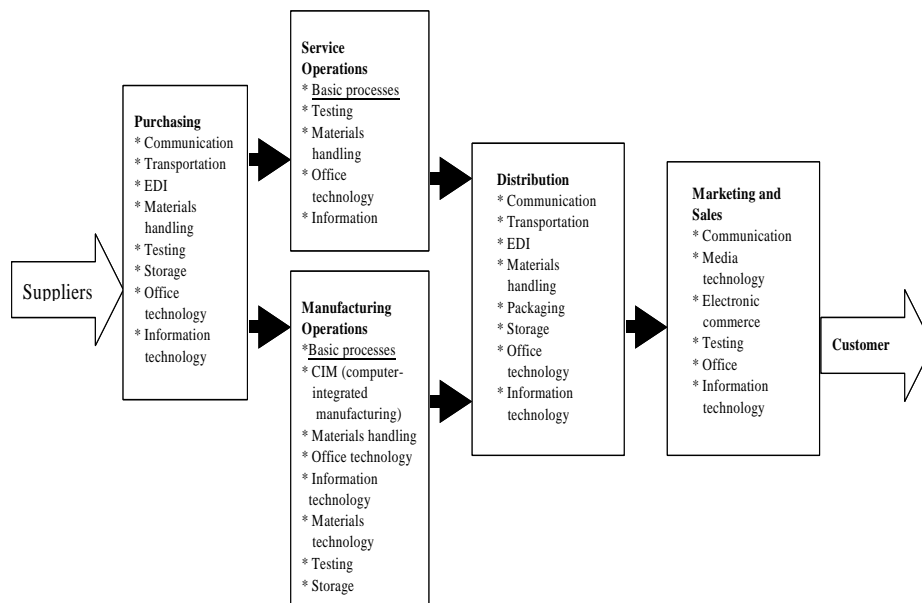 Suppliers
Purchasing
* Communication
* Transportation
* EDI
* Materials
handling
* Testing
* Storage
* Office
technology
* Information
technology
Service
Operations
* Basic processes
* Testing
* Materials
handling
* Office
technology
* Information
Manufacturing
Operations
*Basic processes
* CIM (computer-
integrated
manufacturing)
* Materials handling
* Office technology
* Information
technology
* Materials
technology
* Testing
* Storage
Distribution
* Communication
* Transportation
* EDI
* Materials
handling
* Packaging
* Storage
* Office
technology
* Information
technology
Marketing and
Sales
* Communication
* Media
technology
* Electronic
commerce
* Testing
* Office
* Information
technology
Customer